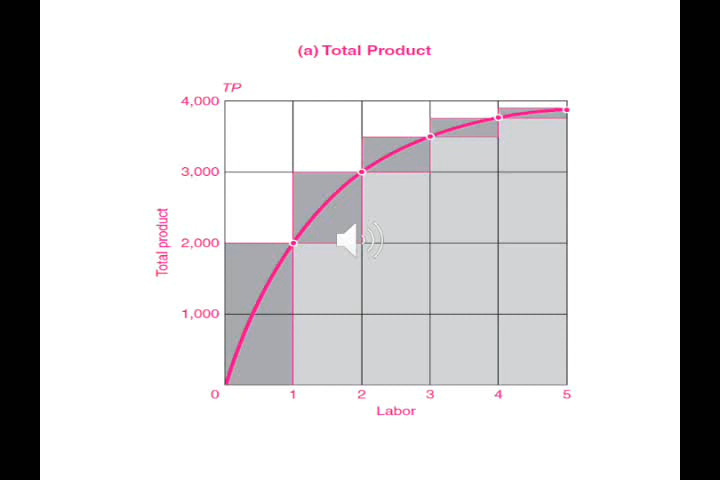 (a) Total Product
TP
4,000
3,000
2,000
1,000
Total product
0 1 2 3 4 5
Labor